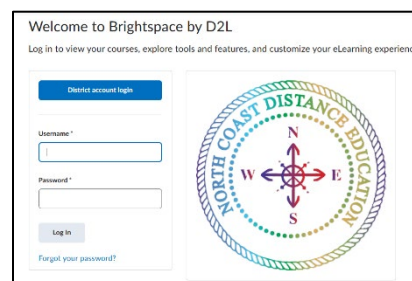 Welcome to Brightspace by D2L
Log in to view your courses, explore tools and features, and customize your eLearning experienc
District account login
Username *
Password *
Log In
Forgot your password?
NORTH COAST DISTANCE EDUCATION
N
W E
S